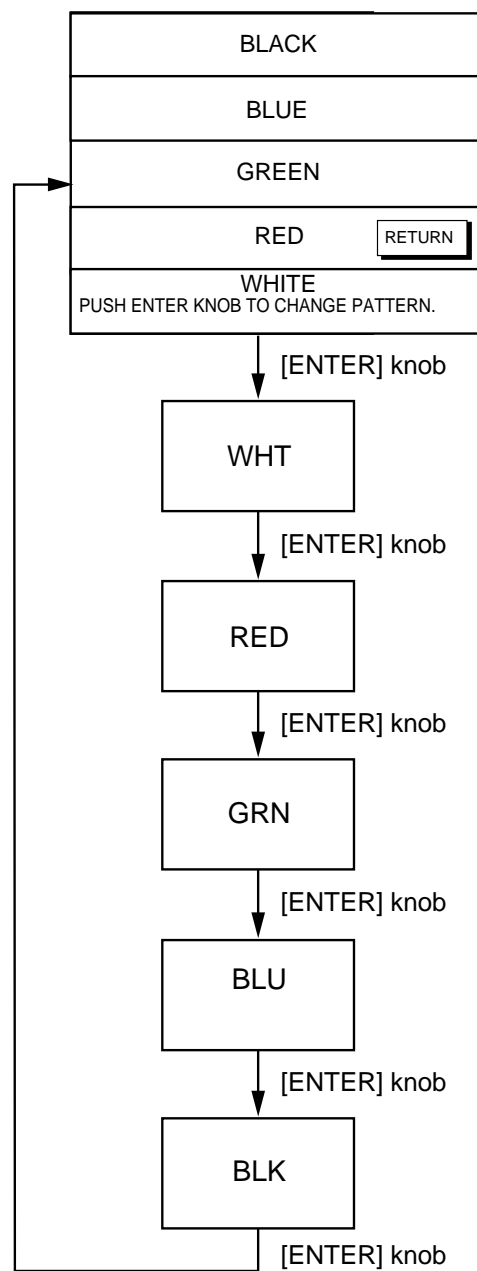 BLACK
BLUE
GREEN
RED
RETURN
WHITE
PUSH ENTER KNOB TO CHANGE PATTERN.
[ENTER] knob
WHT
[ENTER] knob
RED
[ENTER] knob
GRN
[ENTER] knob
BLU
[ENTER] knob
BLK
[ENTER] knob